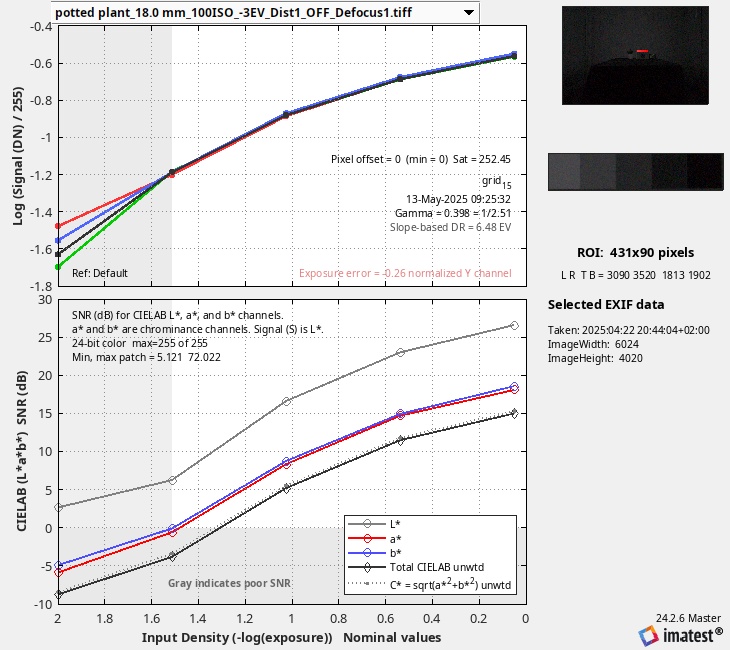 potted plant_18.0 mm_100ISO_-3EV_Dist1_OFF_Defocus1.tiff
-0.4
-0.6
-0.8
-1
-1.2
-1.4
-1.6
-1.8
Log (Signal (DN) / 255)
Pixel offset = 0 (min = 0) Sat = 252.45
grid15
13-May-2025 09:25:32
Gamma = 0.398 = 1/2.51
Slope-based DR = 6.48 EV
Ref: Default
Exposure error = -0.26 normalized Y channel
30
25
20
15
10
5
0
-5
-10
CIELAB (L*a*b*) SNR (dB)
SNR (dB) for CIELAB L*, a*, and b* channels.
a* and b* are chrominance channels. Signal (S) is L*.
24-bit color max=255 of 255
Min, max patch = 5.121 72.022
L*
a*
b*
Total CIELAB unwtd
C* = sqrt(a*2+b*2) unwtd
Gray indicates poor SNR
2 1.8 1.6 1.4 1.2 1 0.8 0.6 0.4 0.2 0
Input Density (-log(exposure)) Nominal values
ROI: 431x90 pixels
L R T B = 3090 3520 1813 1902
Selected EXIF data
Taken: 2025:04:22 20:44:04+02:00
ImageWidth: 6024
ImageHeight: 4020
24.2.6 Master
imatest®